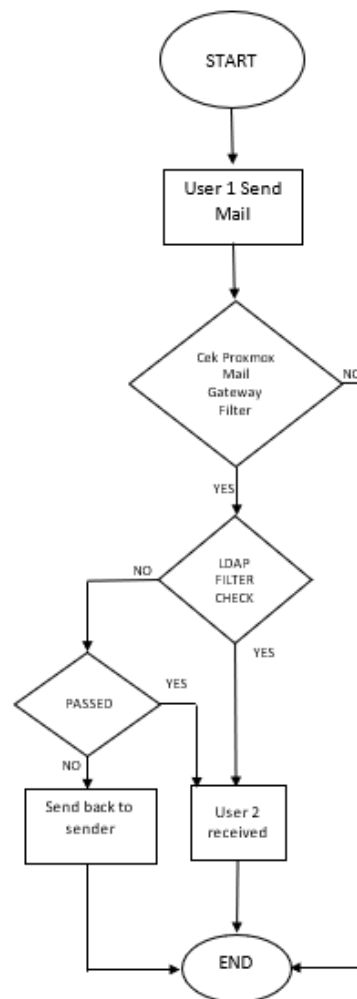 START
User 1 Send
Mail
Cek Proxmox
Mail
Gateway
Filter
NO
YES
LDAP
FILTER
CHECK
NO
YES
PASSED
YES
NO
Send back to
sender
User 2
received
END